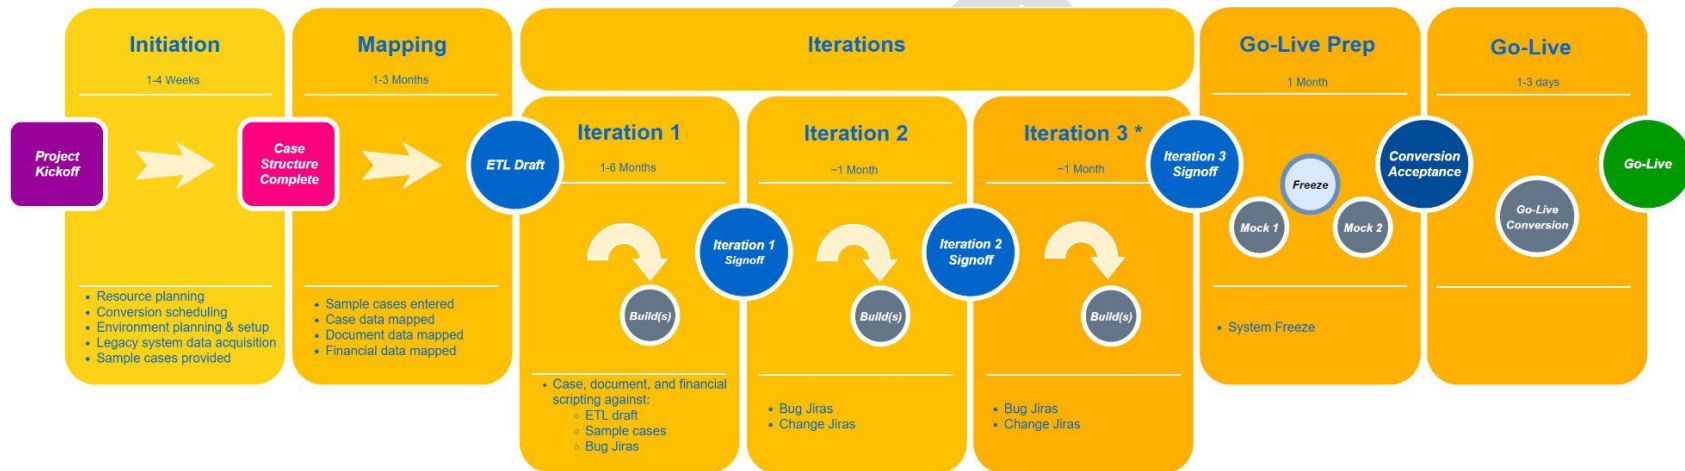 Initiation
1-4 Weeks
Project
Kickoff
• Resource planning
• Conversion scheduling
• Environment planning & setup
• Legacy system data acquisition
• Sample cases provided
Case
Structure
Complete
Mapping
1-3 Months
• Sample cases entered
• Case data mapped
• Document data mapped
• Financial data mapped
ETL Draft
Iterations
Iteration 1
1-6 Months
Build(s)
• Case, document, and financial
scripting against:
○ ETL draft
○ Sample cases
○ Bug Jiras
Iteration 1
Signoff
Iteration 2
~1 Month
Build(s)
• Bug Jiras
• Change Jiras
Iteration 2
Signoff
Iteration 3 *
~1 Month
Build(s)
• Bug Jiras
• Change Jiras
Iteration 3
Signoff
Go-Live Prep
1 Month
Freeze
Mock 1
Mock 2
• System Freeze
Conversion
Acceptance
Go-Live
1-3 days
Go-Live
Conversion
Go-Live